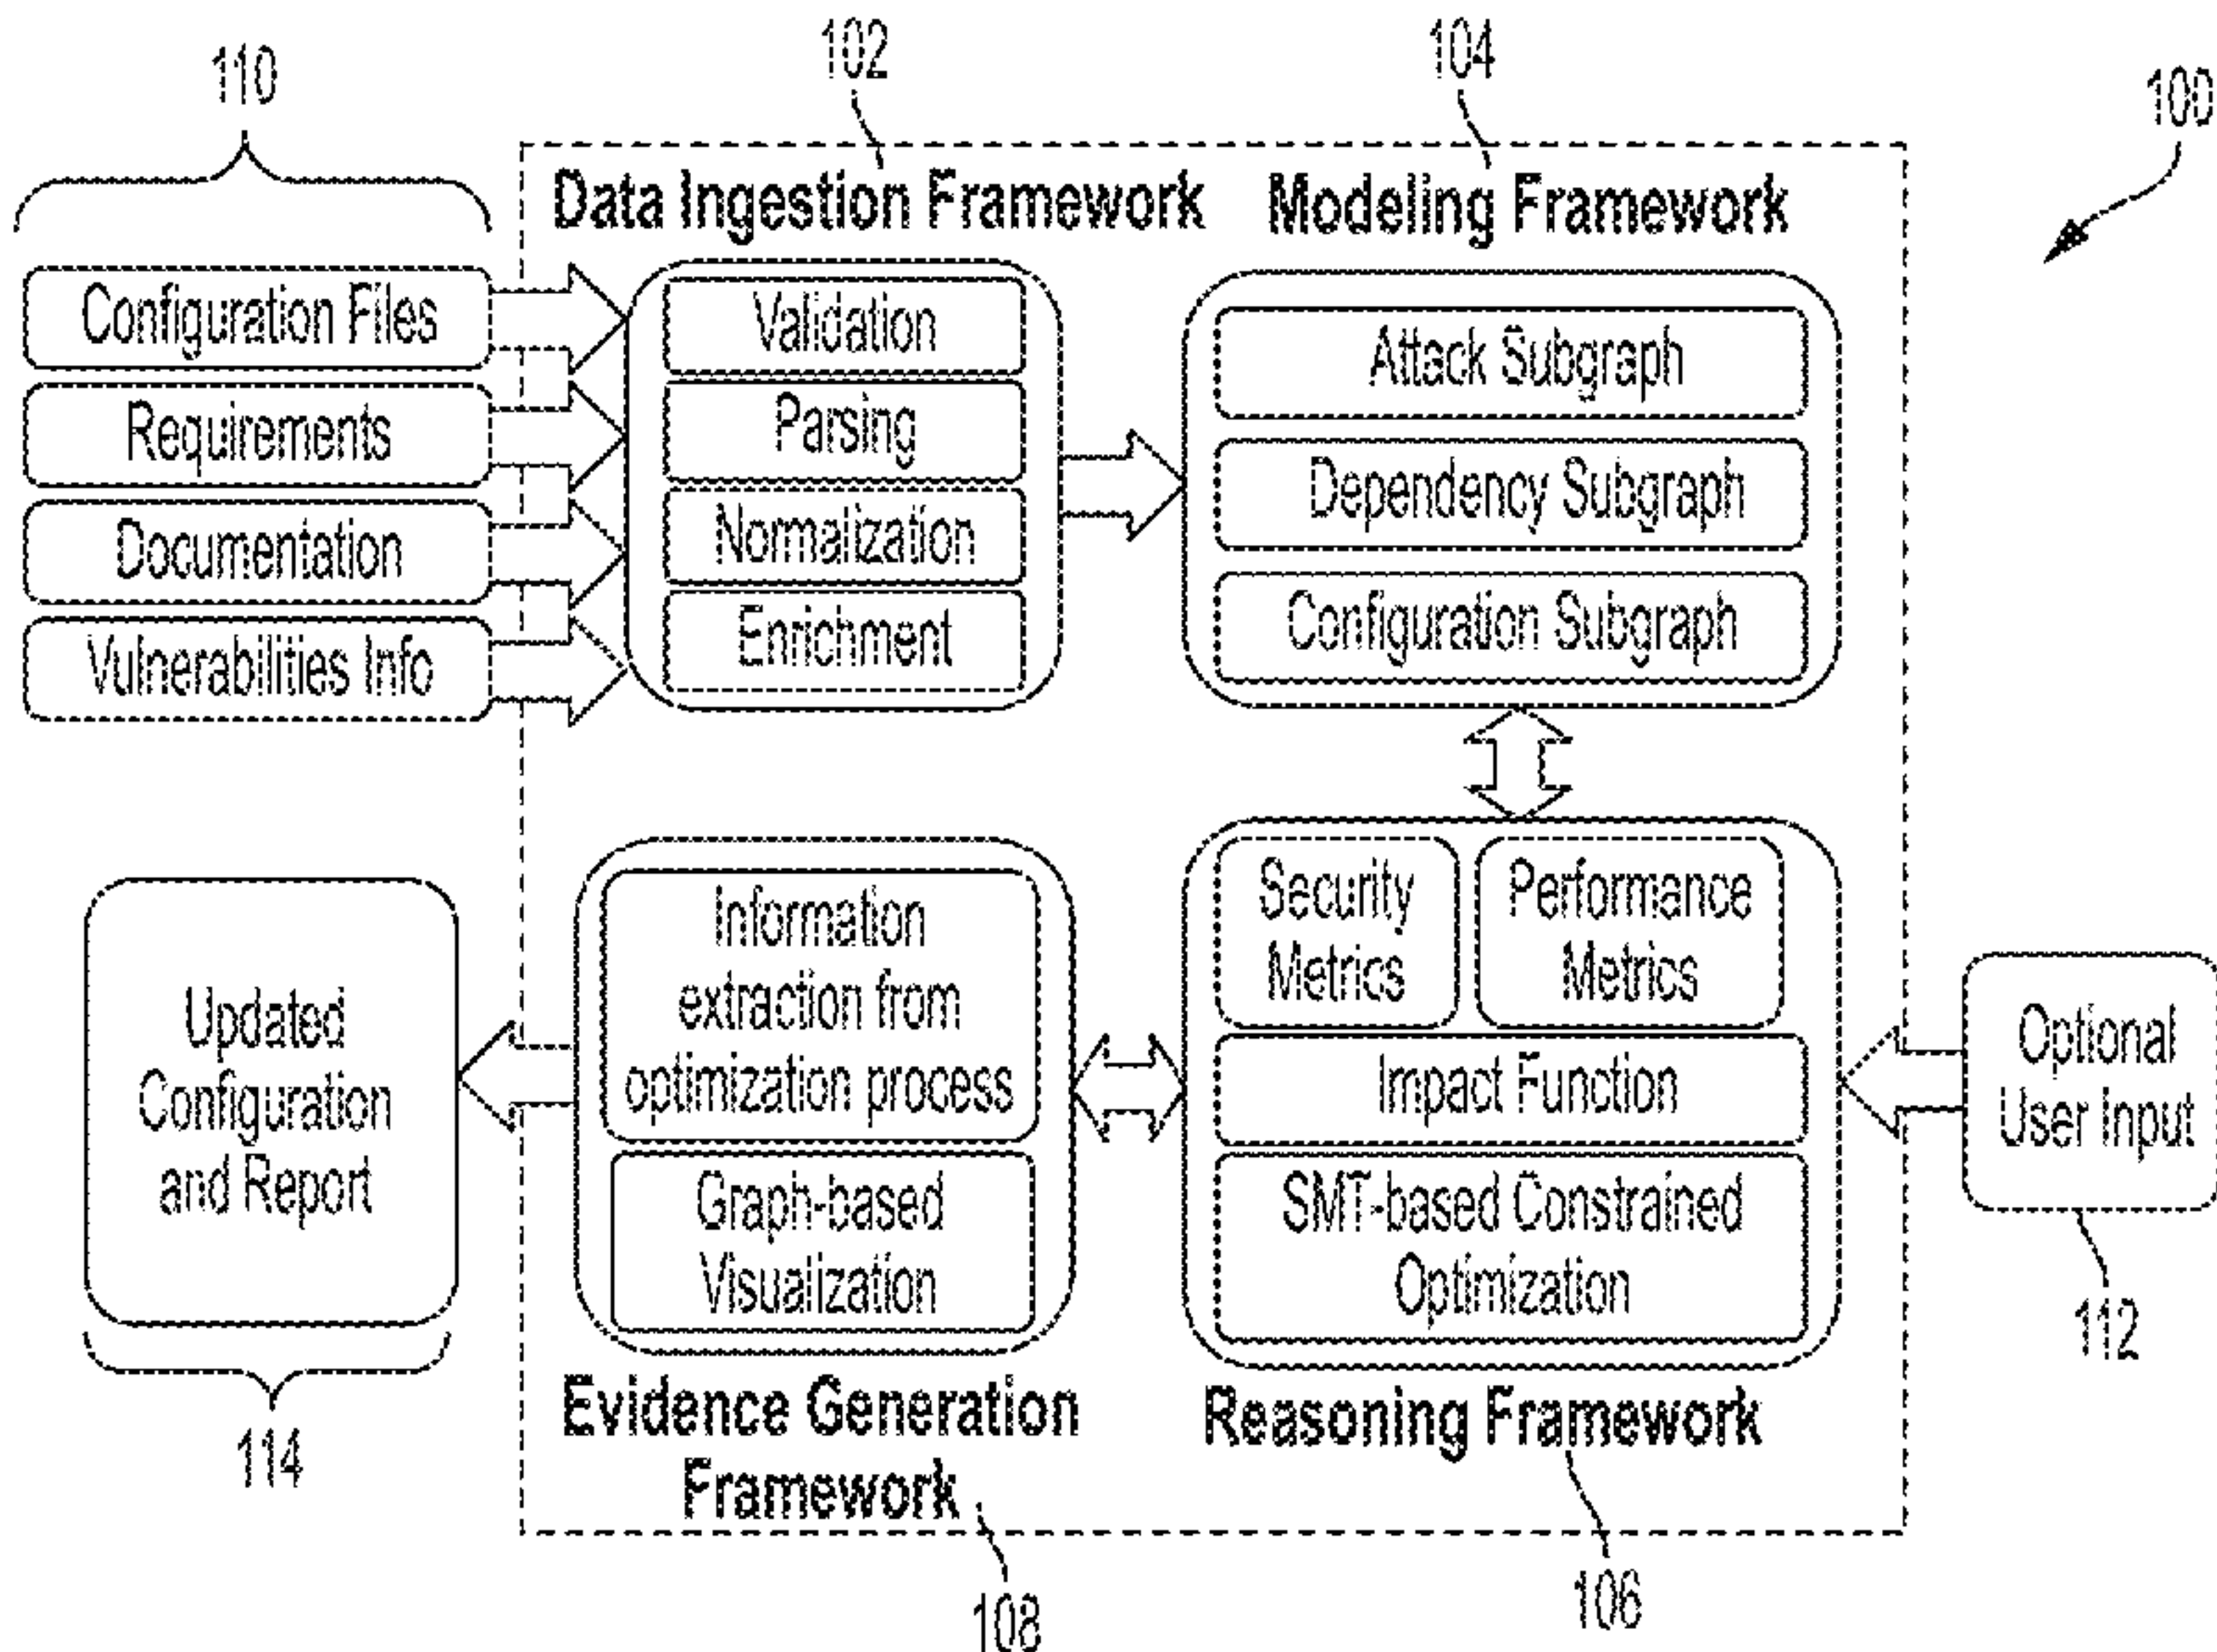 110
102
104
100
Data Ingestion Framework
Modeling Framework
Configuration Files
Requirements
Documentation
Vulnerabilities Info
Validation
Parsing
Normalization
Enrichment
Attack Subgraph
Dependency Subgraph
Configuration Subgraph
Updated
Configuration
and Report
114
Information
extraction from
optimization process
Graph-based
Visualization
Evidence Generation
Framework
108
Security
Metrics
Performance
Metrics
Impact Function
SMT-based Constrained
Optimization
Reasoning Framework
106
Optional
User Input
112